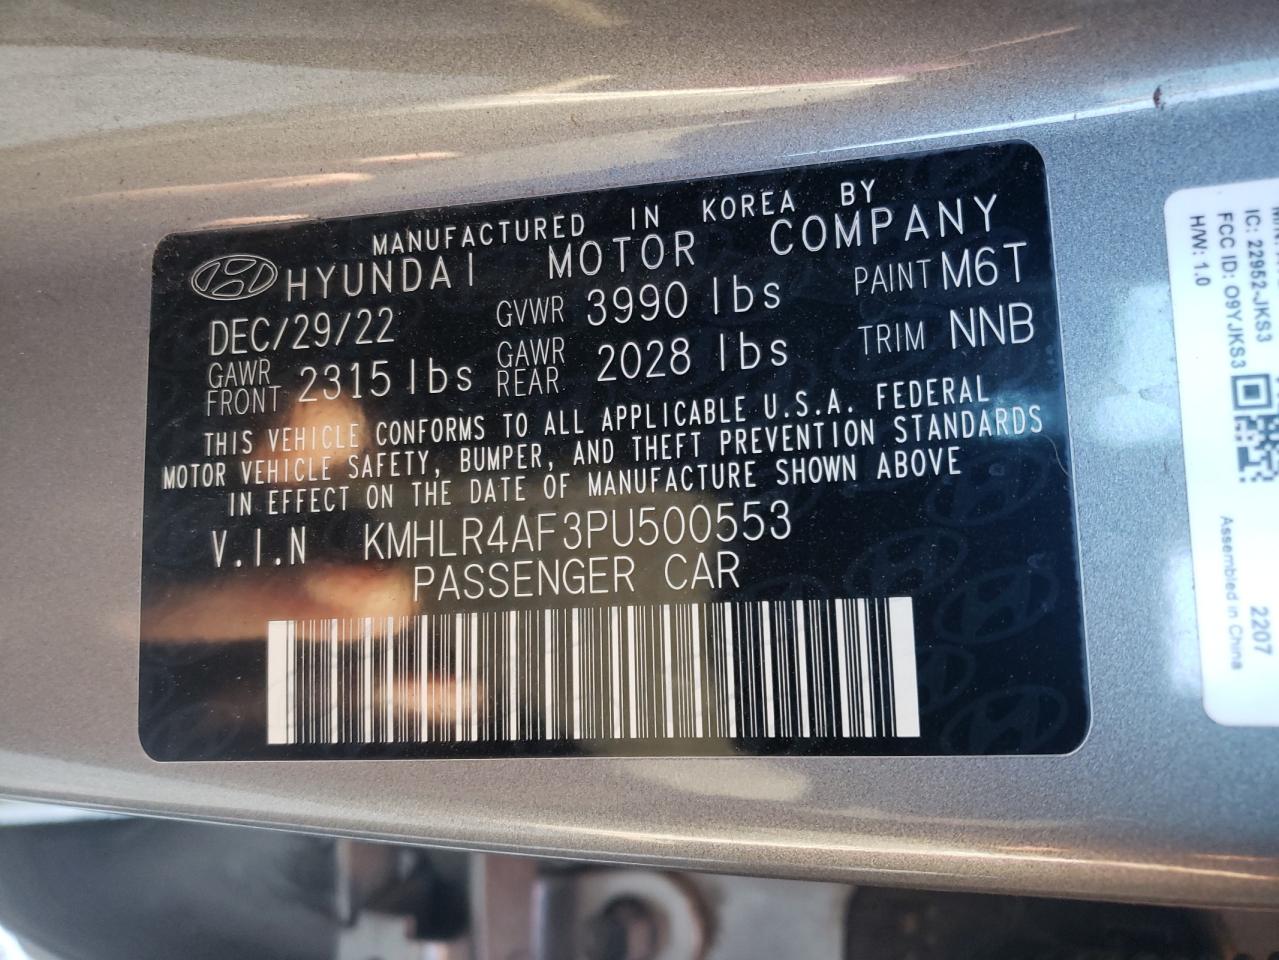 MANUFACTURED IN KOREA BY
HYUNDAI MOTOR COMPANY
DEC/29/22 GVWR 3990 lbs PAINT M6T
GAWR FRONT 2315 lbs GAWR REAR 2028 lbs TRIM NNB
THIS VEHICLE CONFORMS TO ALL APPLICABLE U.S.A. FEDERAL
MOTOR VEHICLE SAFETY, BUMPER, AND THEFT PREVENTION STANDARDS
IN EFFECT ON THE DATE OF MANUFACTURE SHOWN ABOVE
V.I.N KMHLR4AF3PU500553
PASSENGER CAR
IC: 22952-JKS3
FCC ID: O9YJKS3
H/W: 1.0
2207
Assembled in China